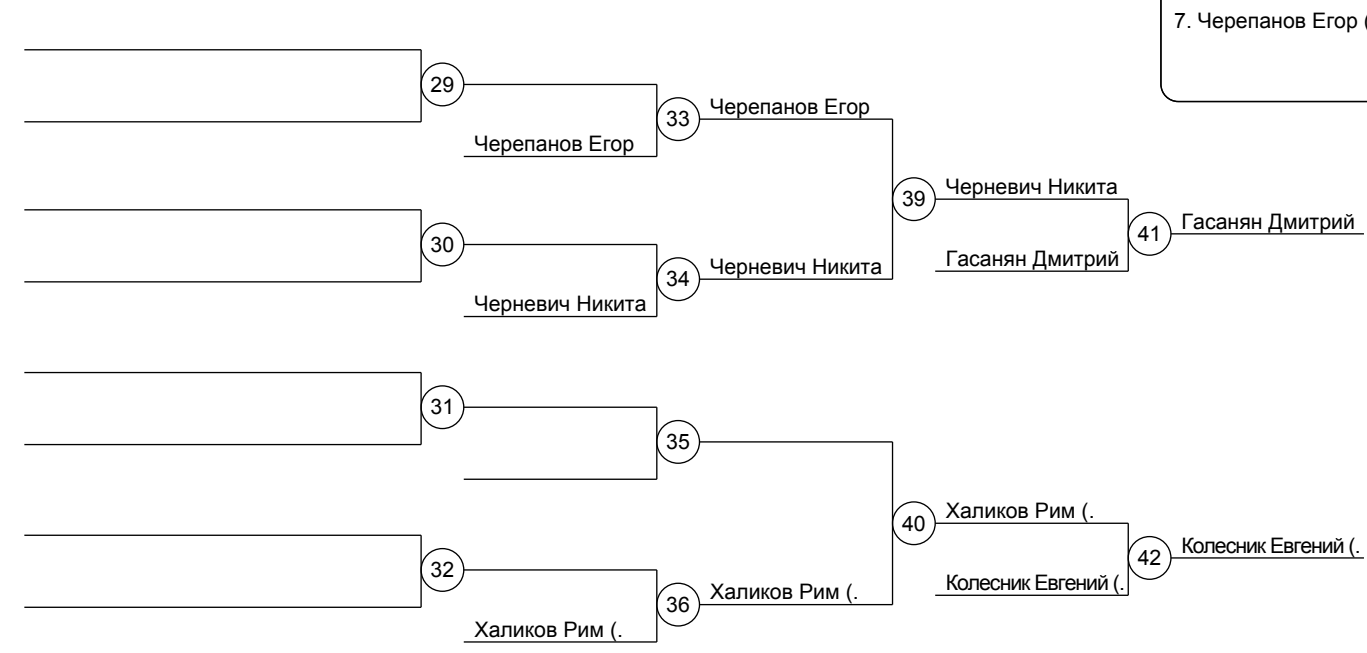 7. Черепанов Егор (
29
33
Черепанов Егор
Черепанов Егор
39
Черневич Никита
41
Гасанян Дмитрий
30
34
Черневич Никита
Гасанян Дмитрий
Черневич Никита
31
35
40
Халиков Рим (.
42
Колесник Евгений (.
32
36
Халиков Рим (.
Колесник Евгений (.
Халиков Рим (.